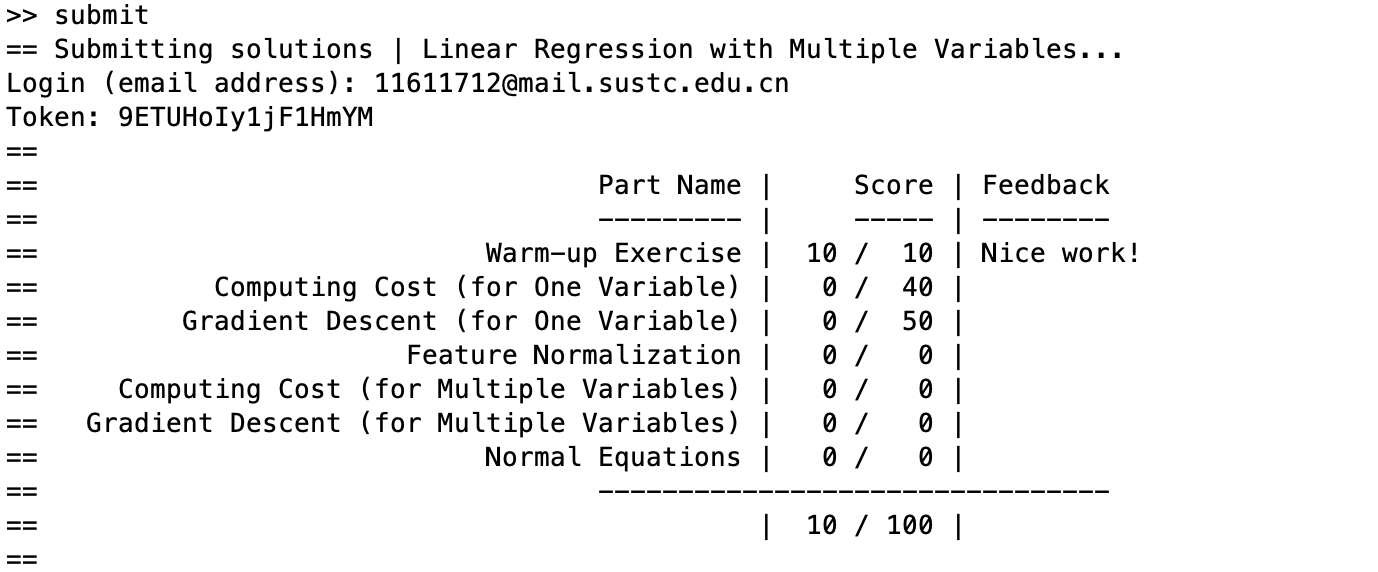 >> submit
== Submitting solutions | Linear Regression with Multiple Variables...
Login (email address): 11611712@mail.sustc.edu.cn
Token: 9ETUHoIy1jF1HmYM
==
==                                   Part Name |     Score | Feedback
==                                   --------- |     ----- | --------
==                            Warm-up Exercise |  10 /  10 | Nice work!
==           Computing Cost (for One Variable) |   0 /  40 |
==         Gradient Descent (for One Variable) |   0 /  50 |
==                       Feature Normalization |   0 /   0 |
==     Computing Cost (for Multiple Variables) |   0 /   0 |
==   Gradient Descent (for Multiple Variables) |   0 /   0 |
==                            Normal Equations |   0 /   0 |
==                                   --------------------------------
==                                             |  10 / 100 |
==